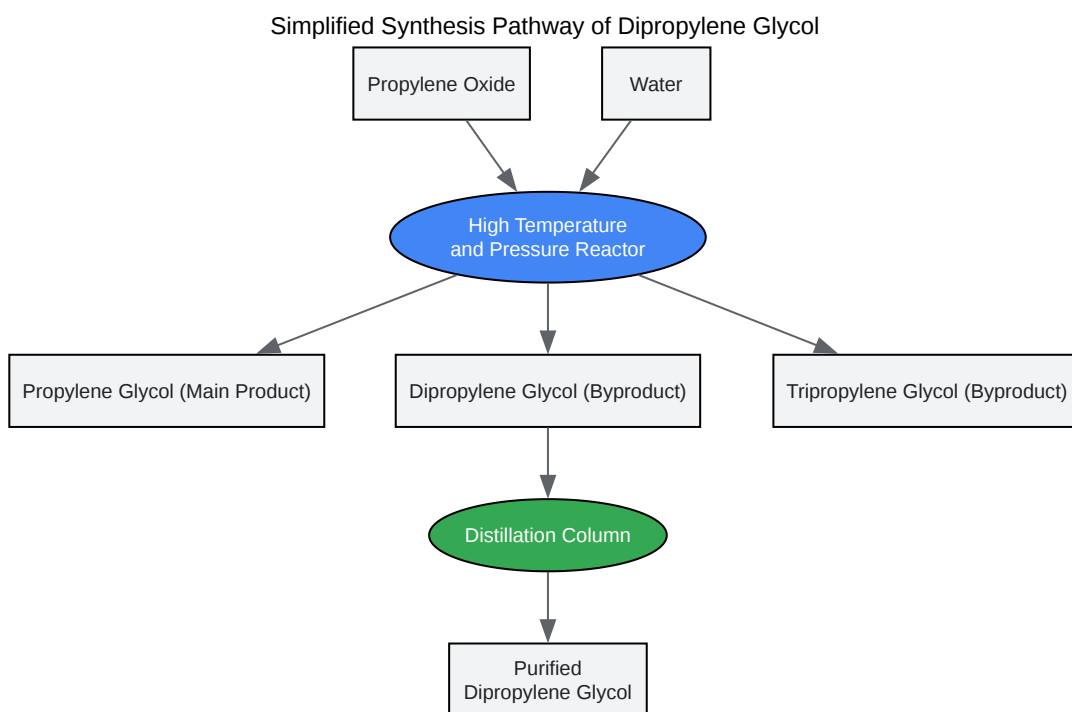 Simplified Synthesis Pathway of Dipropylene Glycol
Propylene Oxide
Water
High Temperature
and Pressure Reactor
Propylene Glycol (Main Product)
Dipropylene Glycol (Byproduct)
Tripropylene Glycol (Byproduct)
Distillation Column
Purified
Dipropylene Glycol